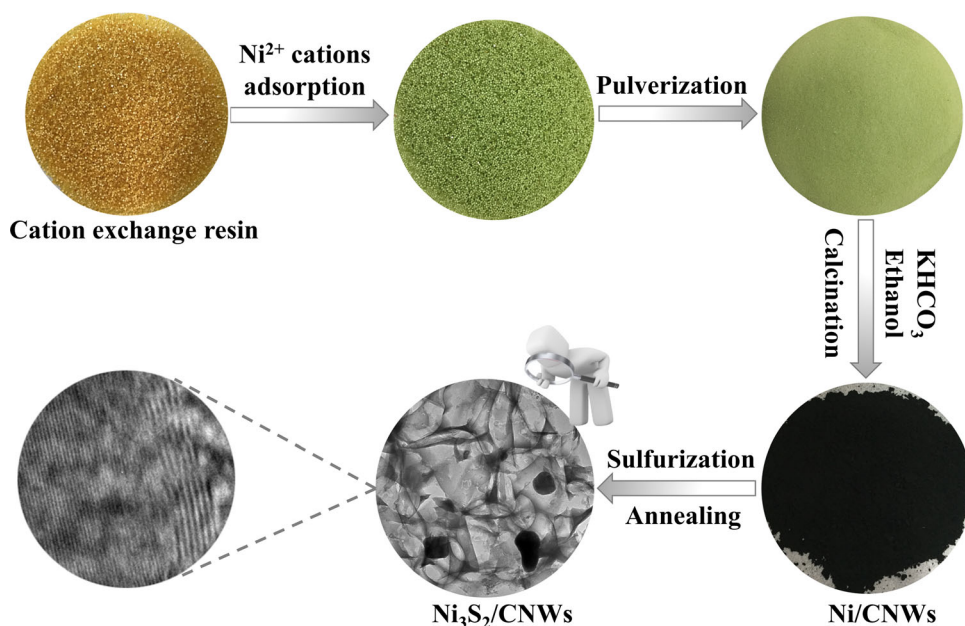 Ni²⁺ cations
adsorption
Pulverization
Cation exchange resin
KHCO₃
Ethanol
Calcination
Sulfurization
Annealing
Ni₃S₂/CNWs
Ni/CNWs